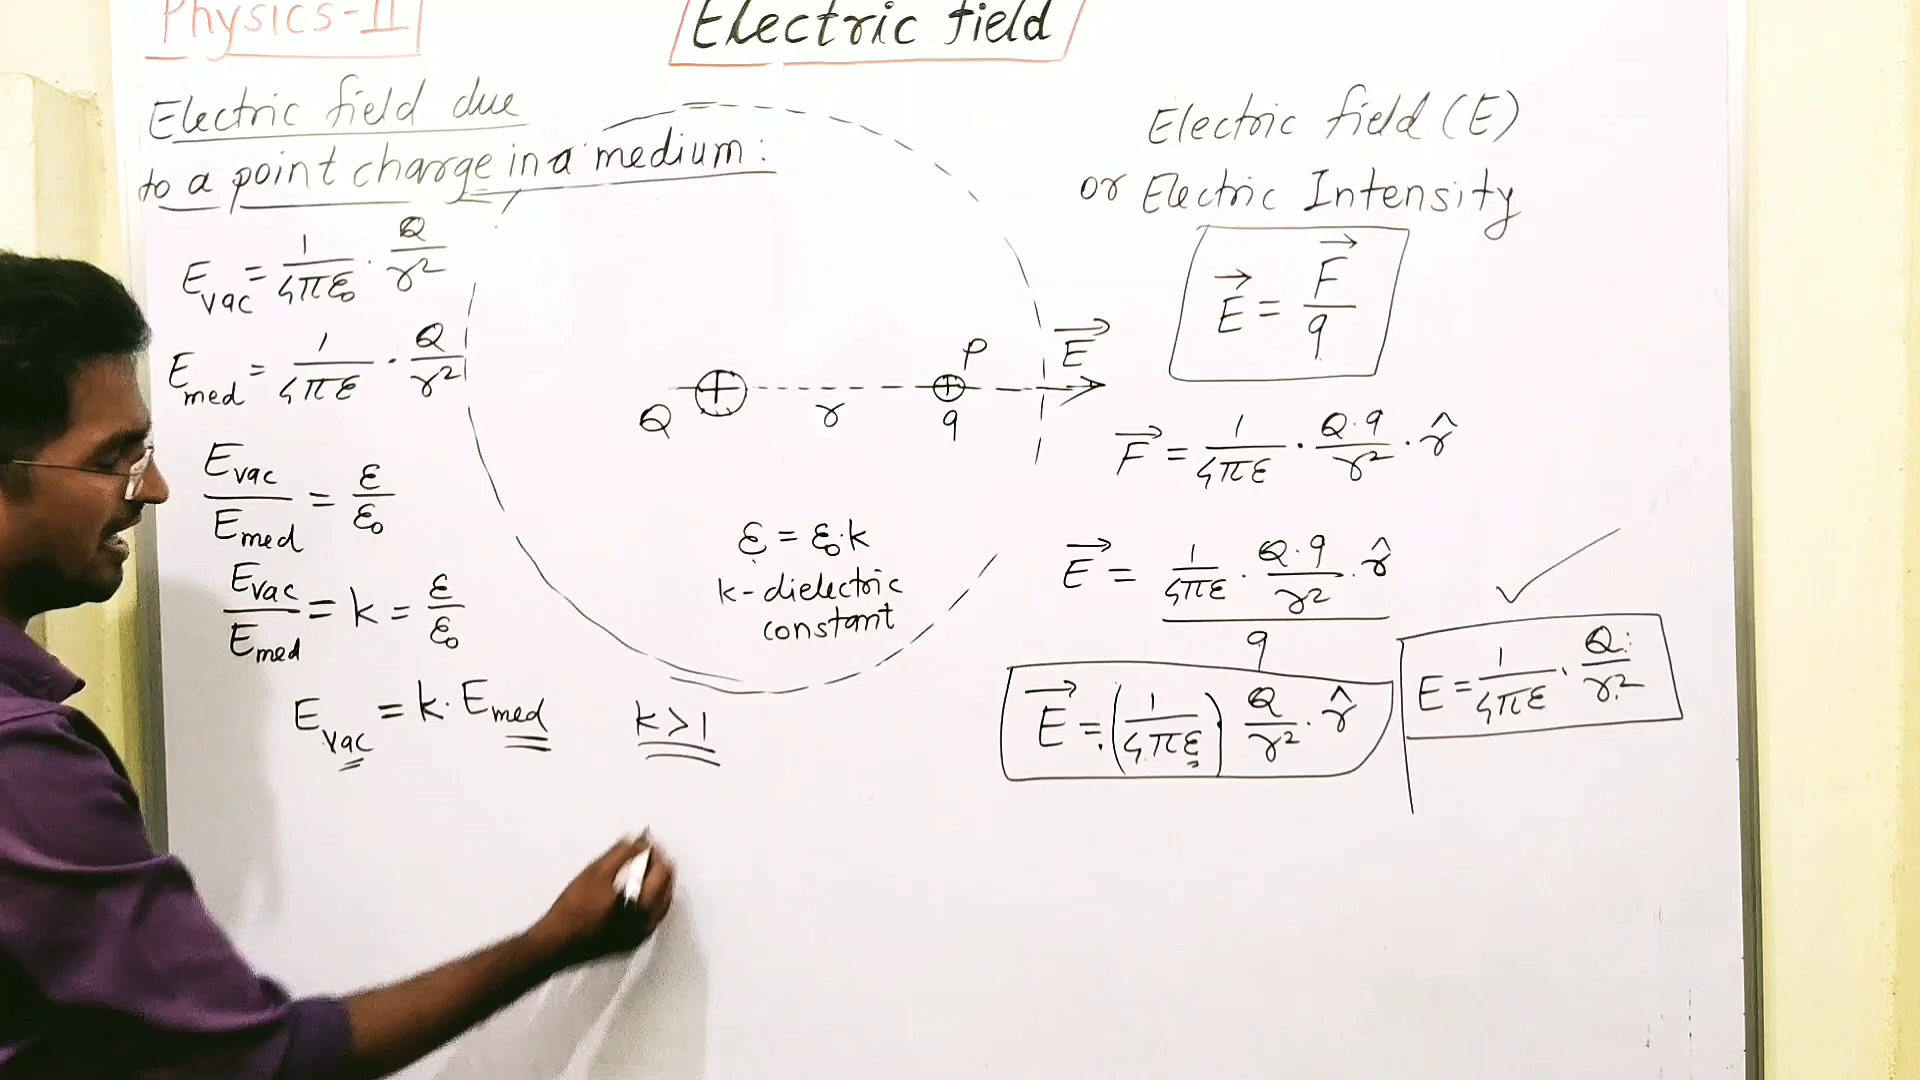 Physics-II
Electric field
Electric field due
to a point charge in a medium:
E_vac = 1/4πε₀ · Q/r²
E_med = 1/4πε · Q/r²
E_vac/E_med = ε/ε₀
E_vac/E_med = k = ε/ε₀
E_vac = k · E_med
k > 1
Q
r
P
q
E⃗
ε = ε₀·k
k-dielectric
constant
Electric field (E)
or Electric Intensity
E⃗ = F⃗/q
F⃗ = 1/4πε · Q·q/r² · r̂
E⃗ = (1/4πε · Q·q/r² · r̂)/q
E⃗ = (1/4πε) Q/r² · r̂
E = 1/4πε · Q/r²